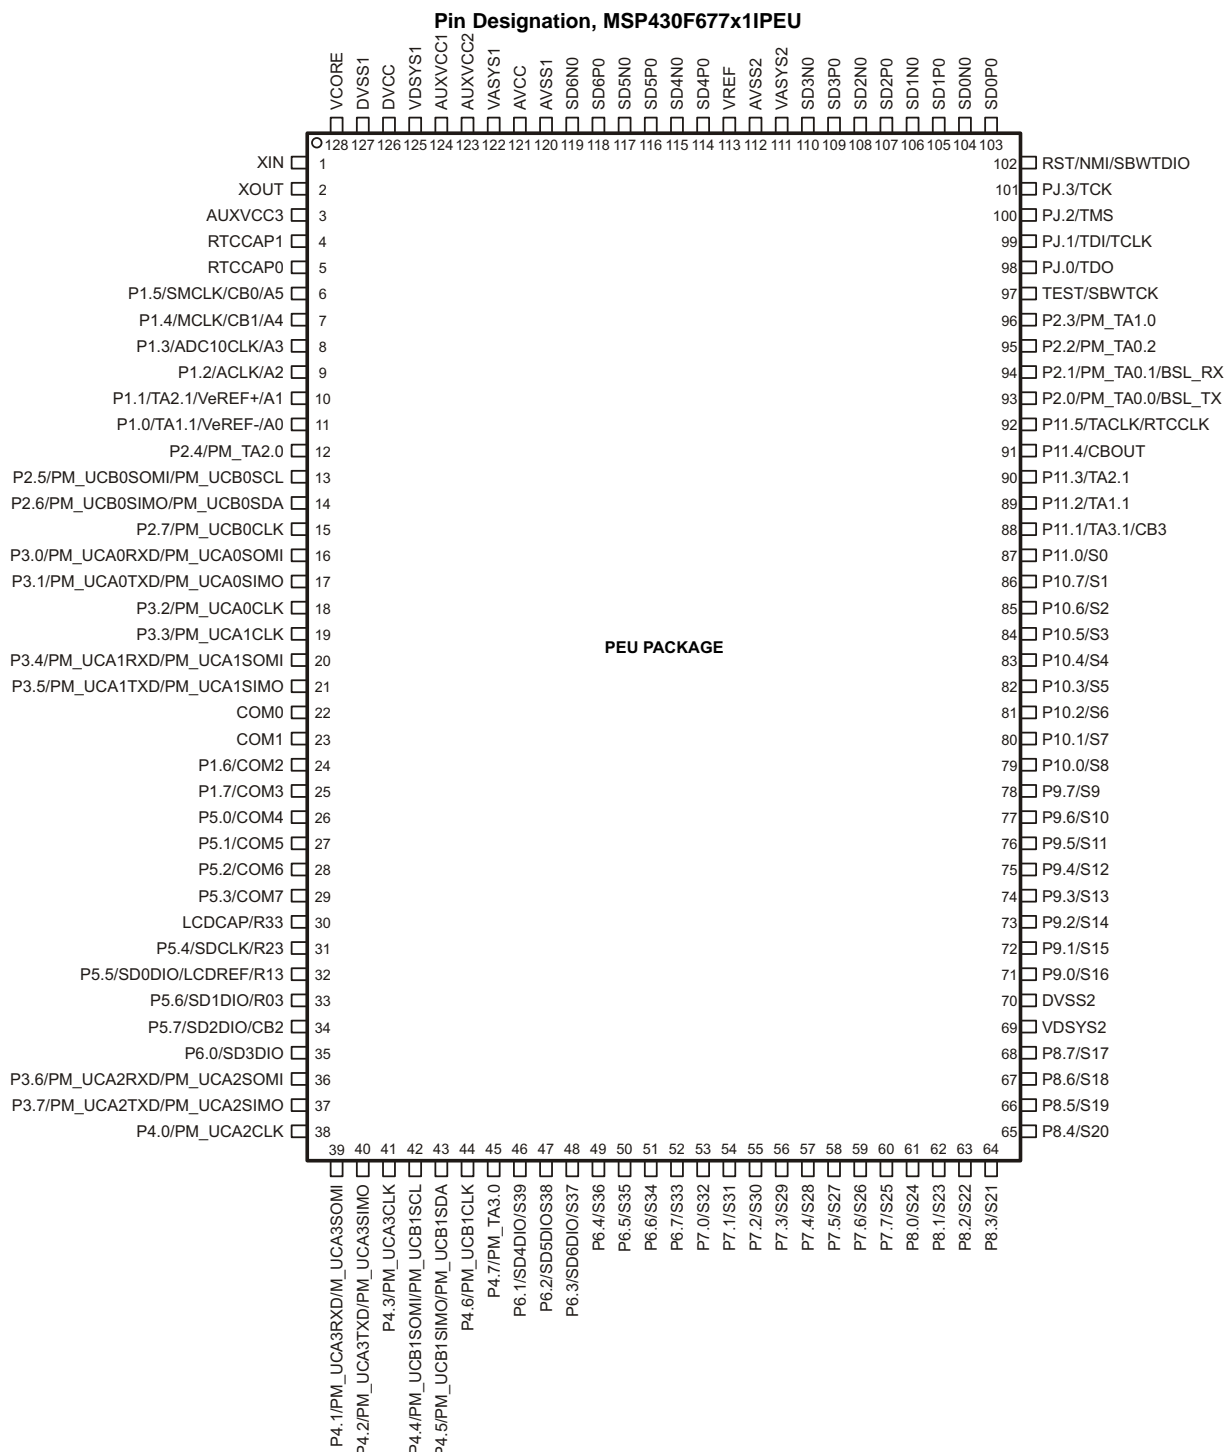 Pin Designation, MSP430F677x1IPEU
VCORE
DVSS1
DVCC
VDSYS1
AUXVCC1
AUXVCC2
VASYS1
AVCC
AVSS1
SD6N0
SD6P0
SD5N0
SD5P0
SD4N0
SD4P0
VREF
AVSS2
VASYS2
SD3N0
SD3P0
SD2N0
SD2P0
SD1N0
SD1P0
SD0N0
SD0P0
128 127 126 125 124 123 122 121 120 119 118 117 116 115 114 113 112 111 110 109 108 107 106 105 104 103
XIN 1 102 RST/NMI/SBWTDIO
XOUT 2 101 PJ.3/TCK
AUXVCC3 3 100 PJ.2/TMS
RTCCAP1 4 99 PJ.1/TDI/TCLK
RTCCAP0 5 98 PJ.0/TDO
P1.5/SMCLK/CB0/A5 6 97 TEST/SBWTCK
P1.4/MCLK/CB1/A4 7 96 P2.3/PM_TA1.0
P1.3/ADC10CLK/A3 8 95 P2.2/PM_TA0.2
P1.2/ACLK/A2 9 94 P2.1/PM_TA0.1/BSL_RX
P1.1/TA2.1/VeREF+/A1 10 93 P2.0/PM_TA0.0/BSL_TX
P1.0/TA1.1/VeREF-/A0 11 92 P11.5/TACLK/RTCCLK
P2.4/PM_TA2.0 12 91 P11.4/CBOUT
P2.5/PM_UCB0SOMI/PM_UCB0SCL 13 90 P11.3/TA2.1
P2.6/PM_UCB0SIMO/PM_UCB0SDA 14 89 P11.2/TA1.1
P2.7/PM_UCB0CLK 15 88 P11.1/TA3.1/CB3
P3.0/PM_UCA0RXD/PM_UCA0SOMI 16 87 P11.0/S0
P3.1/PM_UCA0TXD/PM_UCA0SIMO 17 86 P10.7/S1
P3.2/PM_UCA0CLK 18 85 P10.6/S2
P3.3/PM_UCA1CLK 19 84 P10.5/S3
PEU PACKAGE
P3.4/PM_UCA1RXD/PM_UCA1SOMI 20 83 P10.4/S4
P3.5/PM_UCA1TXD/PM_UCA1SIMO 21 82 P10.3/S5
COM0 22 81 P10.2/S6
COM1 23 80 P10.1/S7
P1.6/COM2 24 79 P10.0/S8
P1.7/COM3 25 78 P9.7/S9
P5.0/COM4 26 77 P9.6/S10
P5.1/COM5 27 76 P9.5/S11
P5.2/COM6 28 75 P9.4/S12
P5.3/COM7 29 74 P9.3/S13
LCDCAP/R33 30 73 P9.2/S14
P5.4/SDCLK/R23 31 72 P9.1/S15
P5.5/SD0DIO/LCDREF/R13 32 71 P9.0/S16
P5.6/SD1DIO/R03 33 70 DVSS2
P5.7/SD2DIO/CB2 34 69 VDSYS2
P6.0/SD3DIO 35 68 P8.7/S17
P3.6/PM_UCA2RXD/PM_UCA2SOMI 36 67 P8.6/S18
P3.7/PM_UCA2TXD/PM_UCA2SIMO 37 66 P8.5/S19
P4.0/PM_UCA2CLK 38 65 P8.4/S20
39 40 41 42 43 44 45 46 47 48 49 50 51 52 53 54 55 56 57 58 59 60 61 62 63 64
P4.1/PM_UCA3RXD/M_UCA3SOMI
P4.2/PM_UCA3TXD/PM_UCA3SIMO
P4.3/PM_UCA3CLK
P4.4/PM_UCB1SOMI/PM_UCB1SCL
P4.5/PM_UCB1SIMO/PM_UCB1SDA
P4.6/PM_UCB1CLK
P4.7/PM_TA3.0
P6.1/SD4DIO/S39
P6.2/SD5DIOS38
P6.3/SD6DIO/S37
P6.4/S36
P6.5/S35
P6.6/S34
P6.7/S33
P7.0/S32
P7.1/S31
P7.2/S30
P7.3/S29
P7.4/S28
P7.5/S27
P7.6/S26
P7.7/S25
P8.0/S24
P8.1/S23
P8.2/S22
P8.3/S21